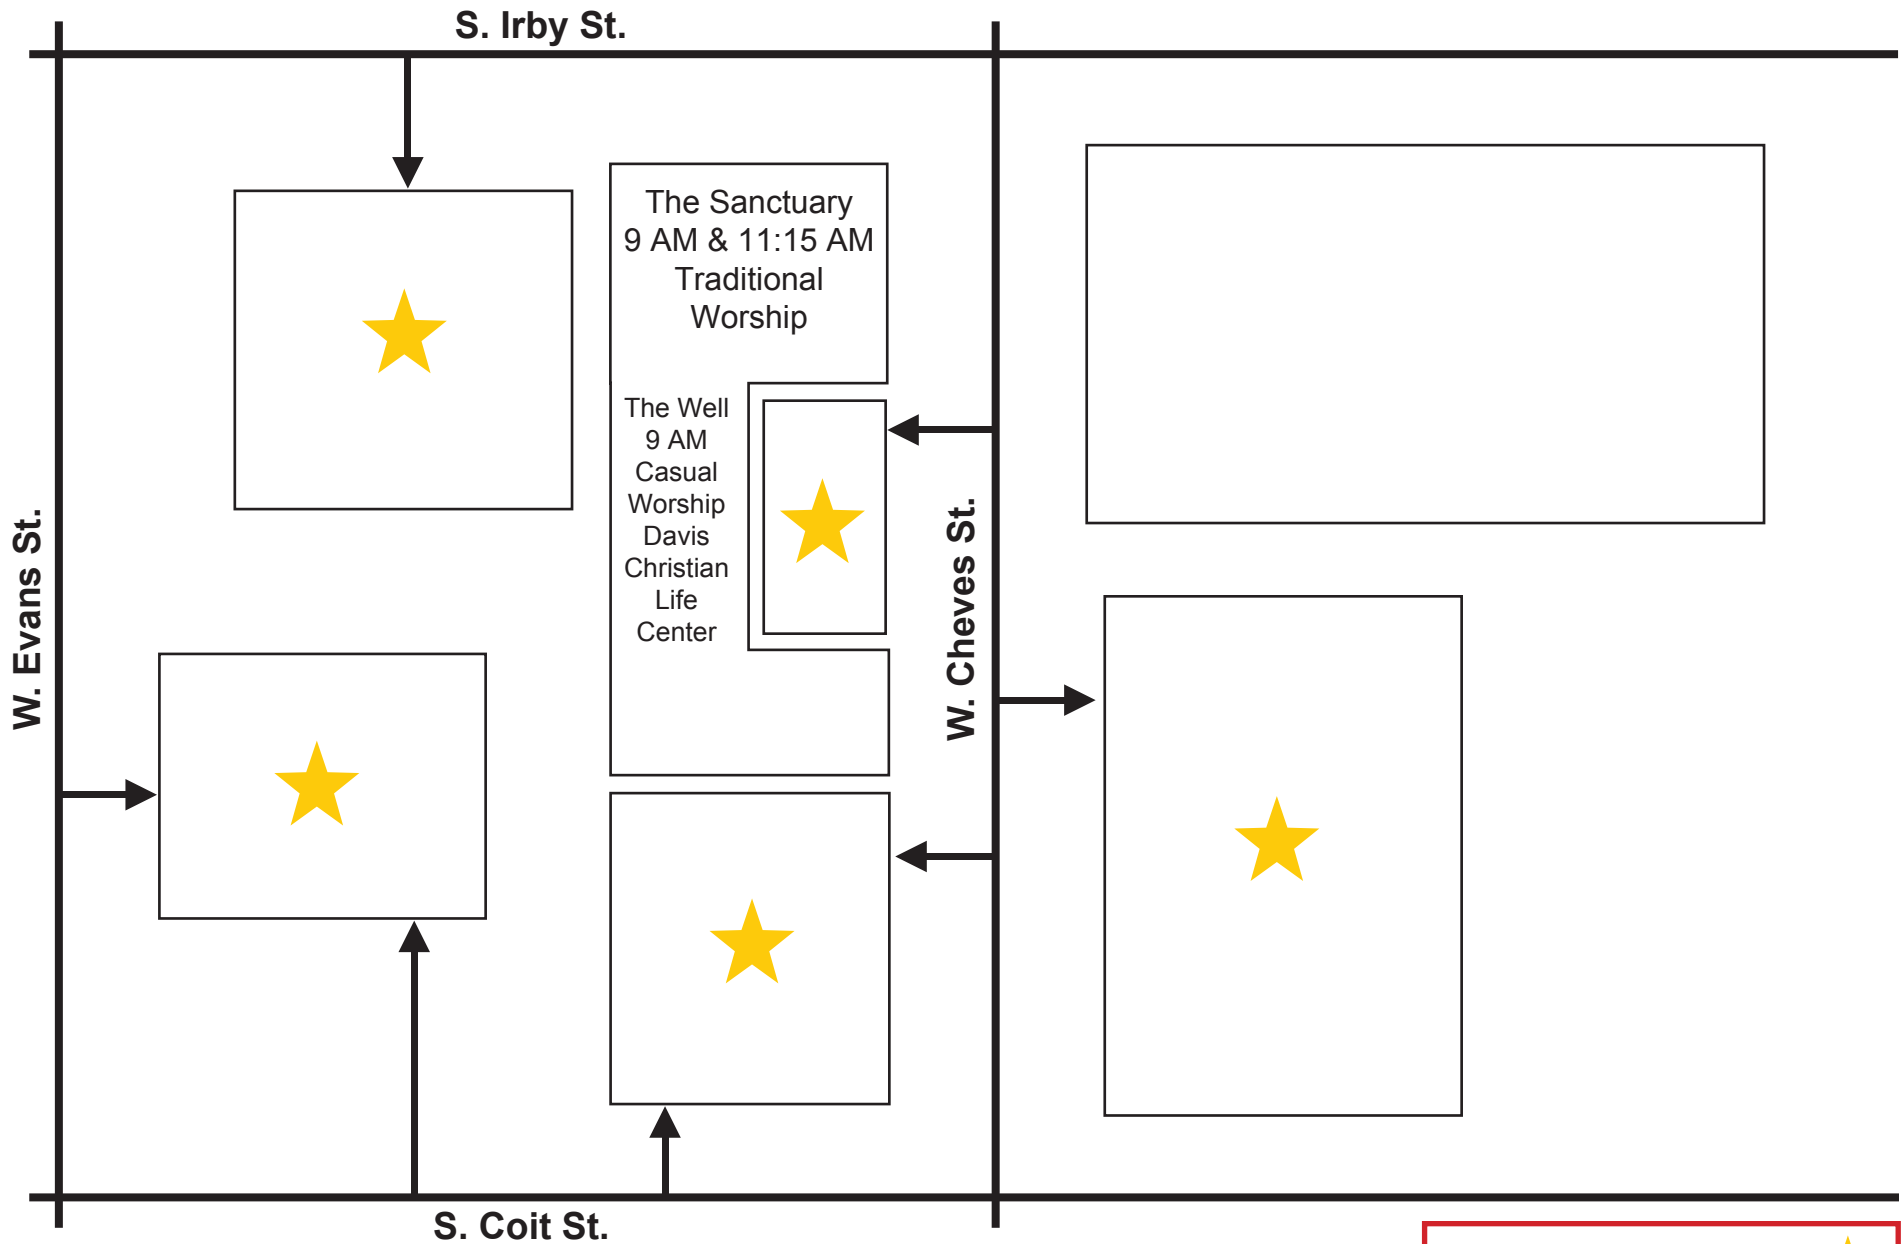 S. Irby St.
The Sanctuary
9 AM & 11:15 AM
Traditional
Worship
The Well
9 AM
Casual
Worship
Davis
Christian
Life
Center
W. Evans St.
W. Cheves St.
S. Coit St.